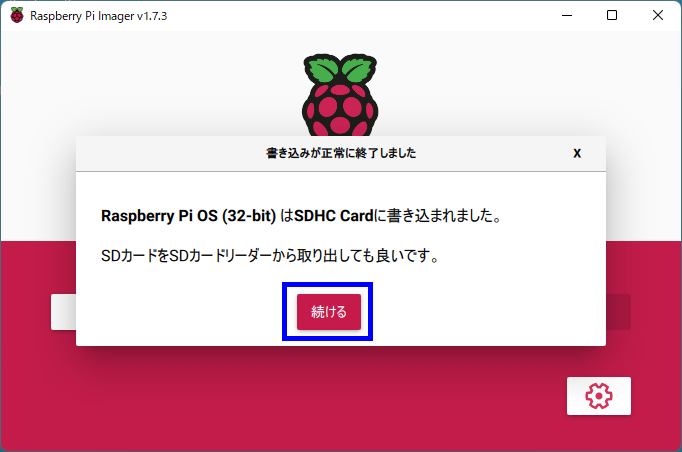 Raspberry Pi Imager v1.7.3
書き込みが正常に終了しました
X
Raspberry Pi OS (32-bit) はSDHC Cardに書き込まれました。
SDカードをSDカードリーダーから取り出しても良いです。
続ける